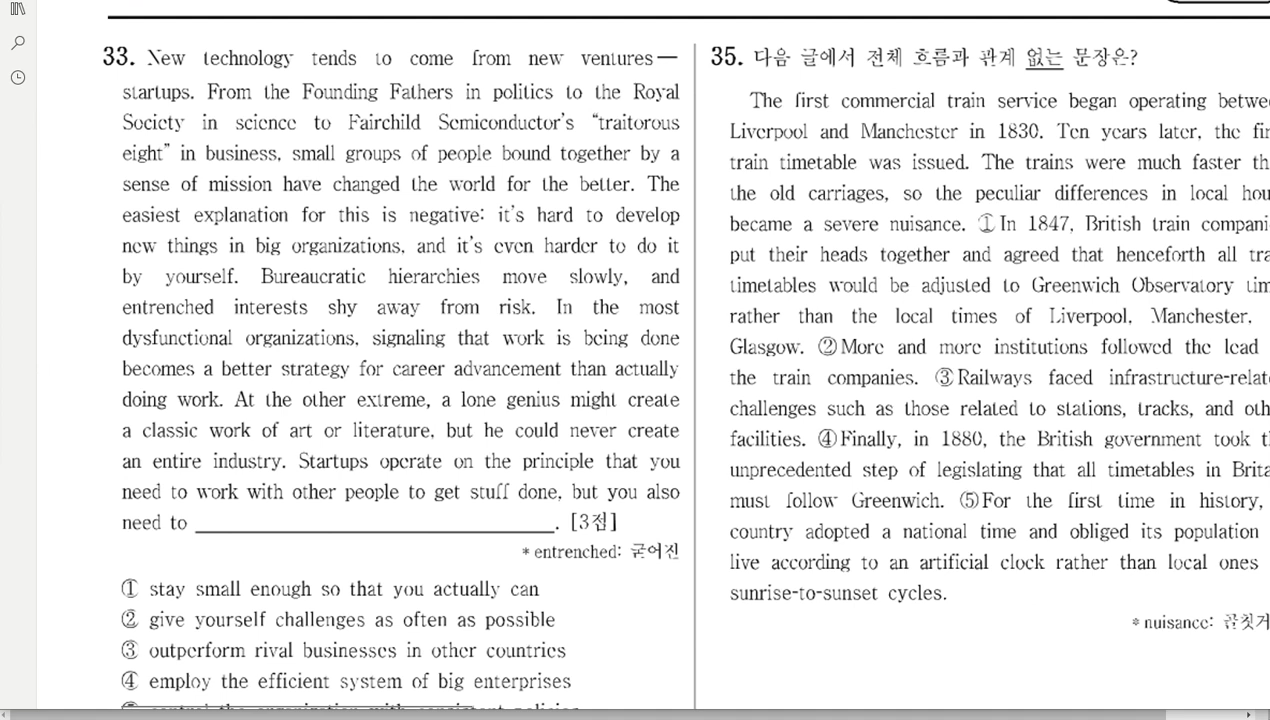 33. New technology tends to come from new ventures—
startups. From the Founding Fathers in politics to the Royal
Society in science to Fairchild Semiconductor's “traitorous
eight” in business, small groups of people bound together by a
sense of mission have changed the world for the better. The
easiest explanation for this is negative: it's hard to develop
new things in big organizations, and it's even harder to do it
by yourself. Bureaucratic hierarchies move slowly, and
entrenched interests shy away from risk. In the most
dysfunctional organizations, signaling that work is being done
becomes a better strategy for career advancement than actually
doing work. At the other extreme, a lone genius might create
a classic work of art or literature, but he could never create
an entire industry. Startups operate on the principle that you
need to work with other people to get stuff done, but you also
need to ______________________. [3점]
* entrenched: 굳어진
① stay small enough so that you actually can
② give yourself challenges as often as possible
③ outperform rival businesses in other countries
④ employ the efficient system of big enterprises
⑤ control the organization with consistent policies
35. 다음 글에서 전체 흐름과 관계 없는 문장은?
The first commercial train service began operating betwe
Liverpool and Manchester in 1830. Ten years later, the fir
train timetable was issued. The trains were much faster th
the old carriages, so the peculiar differences in local hou
became a severe nuisance. ① In 1847, British train compani
put their heads together and agreed that henceforth all tra
timetables would be adjusted to Greenwich Observatory tim
rather than the local times of Liverpool, Manchester,
Glasgow. ② More and more institutions followed the lead
the train companies. ③ Railways faced infrastructure-relat
challenges such as those related to stations, tracks, and oth
facilities. ④ Finally, in 1880, the British government took t
unprecedented step of legislating that all timetables in Brita
must follow Greenwich. ⑤ For the first time in history,
country adopted a national time and obliged its population
live according to an artificial clock rather than local ones
sunrise-to-sunset cycles.
* nuisance: 골칫거